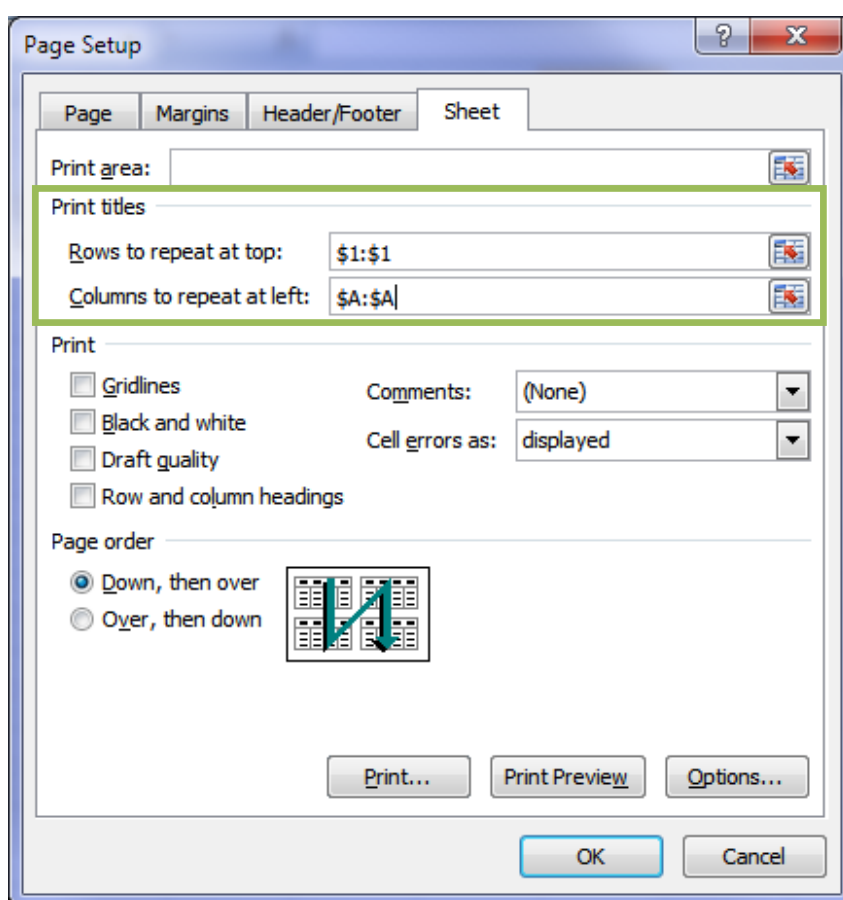 Page Setup
Page Margins Header/Footer Sheet
Print area:
Print titles
Rows to repeat at top: $1:$1
Columns to repeat at left: $A:$A
Print
Gridlines Comments: (None)
Black and white Cell errors as: displayed
Draft quality
Row and column headings
Page order
Down, then over
Over, then down
Print... Print Preview Options...
OK Cancel